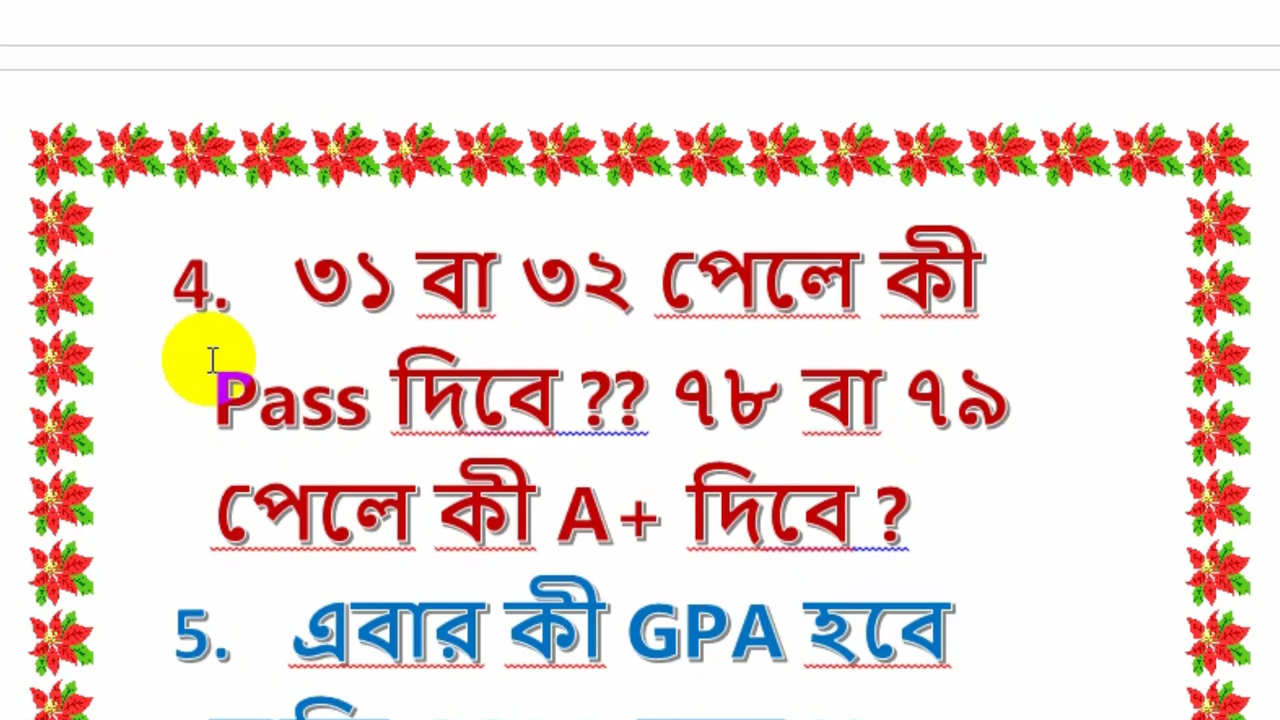 4. ৩১ বা ৩২ পেলে কী
Pass দিবে ?? ৭৮ বা ৭৯
পেলে কী A+ দিবে ?
5. এবার কী GPA হবে